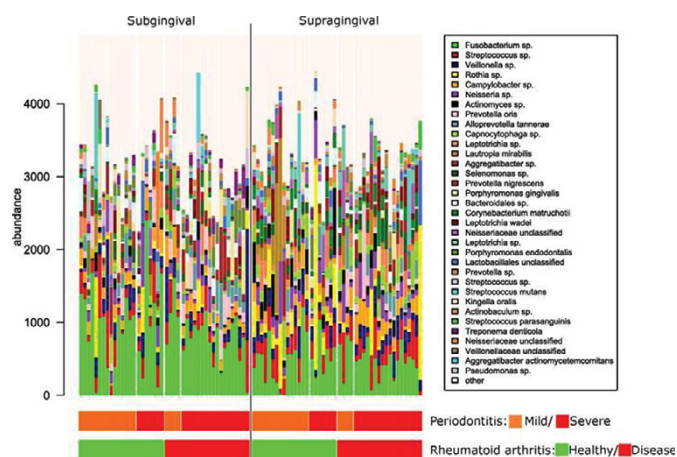 Subgingival
Supragingival
abundance
4000
3000
2000
1000
0
Fusobacterium sp.
Streptococcus sp.
Veillonella sp.
Rothia sp.
Campylobacter sp.
Neisseria sp.
Actinomyces sp.
Prevotella oris
Alloprevotella tannerae
Capnocytophaga sp.
Leptotrichia sp.
Lautropia mirabilis
Aggregatibacter sp.
Selenomonas sp.
Prevotella nigrescens
Porphyromonas gingivalis
Bacteroidales sp.
Corynebacterium matruchotii
Leptotrichia wadei
Neisseriaceae unclassified
Leptotrichia sp.
Porphyromonas endodontalis
Lactobacillales unclassified
Prevotella sp.
Streptococcus sp.
Streptococcus mutans
Kingella oralis
Actinobaculum sp.
Streptococcus parasanguinis
Treponema denticola
Neisseriaceae unclassified
Veillonellaceae unclassified
Aggregatibacter actinomycetemcomitans
Pseudomonas sp.
other
Periodontitis: Mild/ Severe
Rheumatoid arthritis: Healthy/ Disease